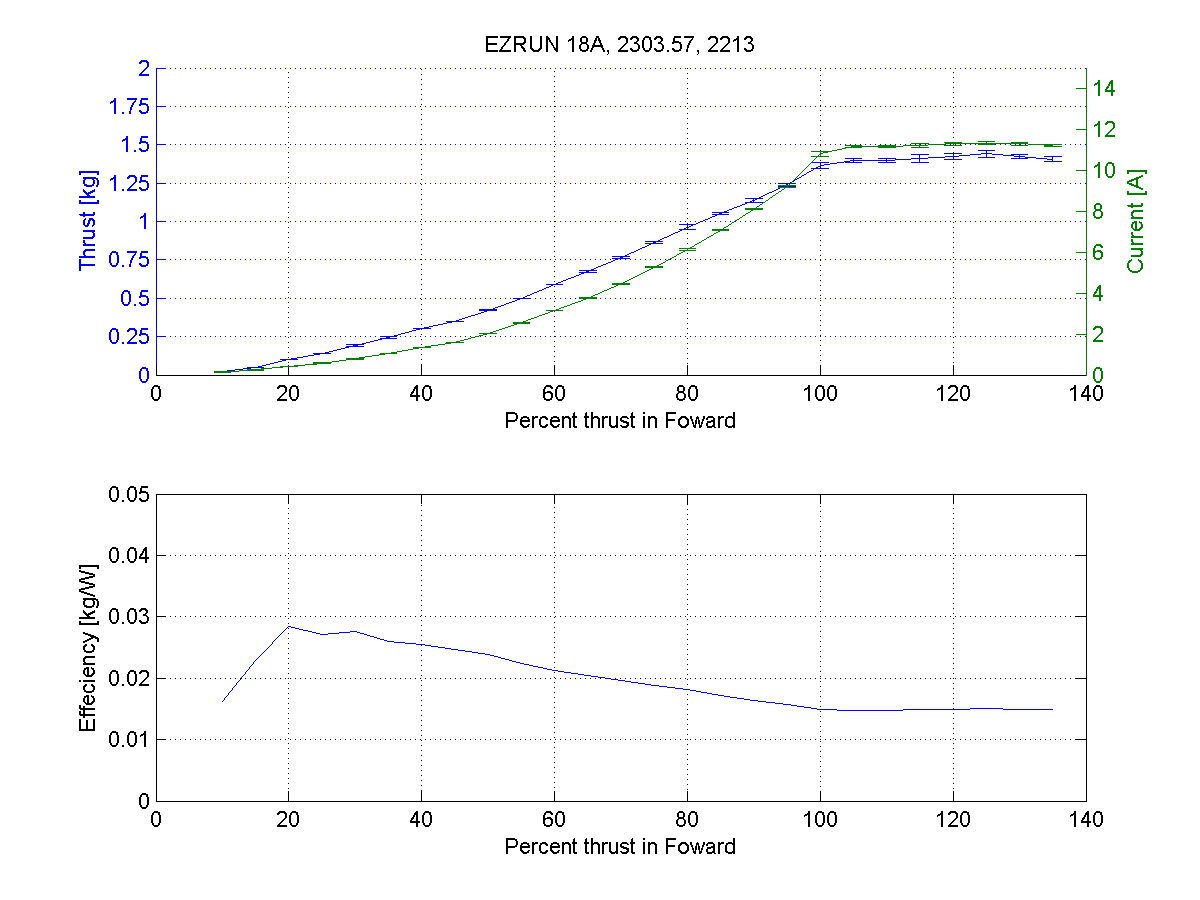 EZRUN 18A, 2303.57, 2213
2
1.75
1.5
1.25
1
0.75
0.5
0.25
0
Thrust [kg]
14
12
10
8
6
4
2
0
Current [A]
0 20 40 60 80 100 120 140
Percent thrust in Foward
0.05
0.04
0.03
0.02
0.01
0
Effeciency [kg/W]
0 20 40 60 80 100 120 140
Percent thrust in Foward